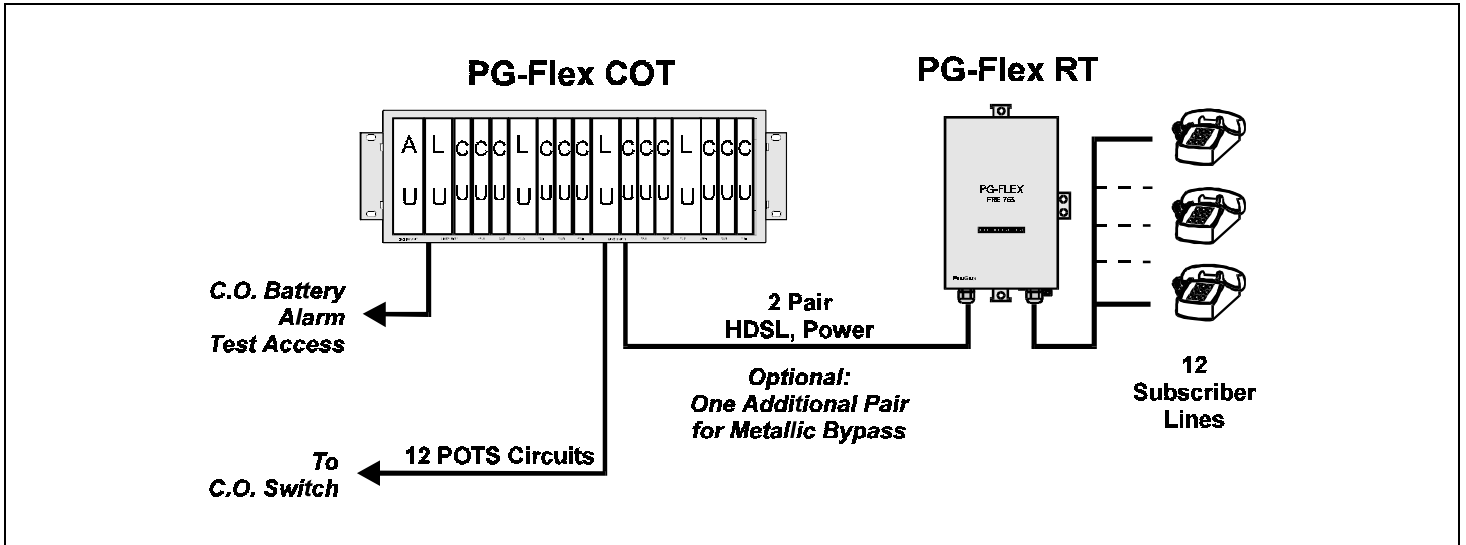 PG-Flex COT
PG-Flex RT
A L C C C L C C C L C C C L C C C
U U U U U U U U U U U U U U U U U
PG-FLEX
C.O. Battery
Alarm
Test Access
2 Pair
HDSL, Power
Optional:
One Additional Pair
for Metallic Bypass
12
Subscriber
Lines
To
C.O. Switch
12 POTS Circuits